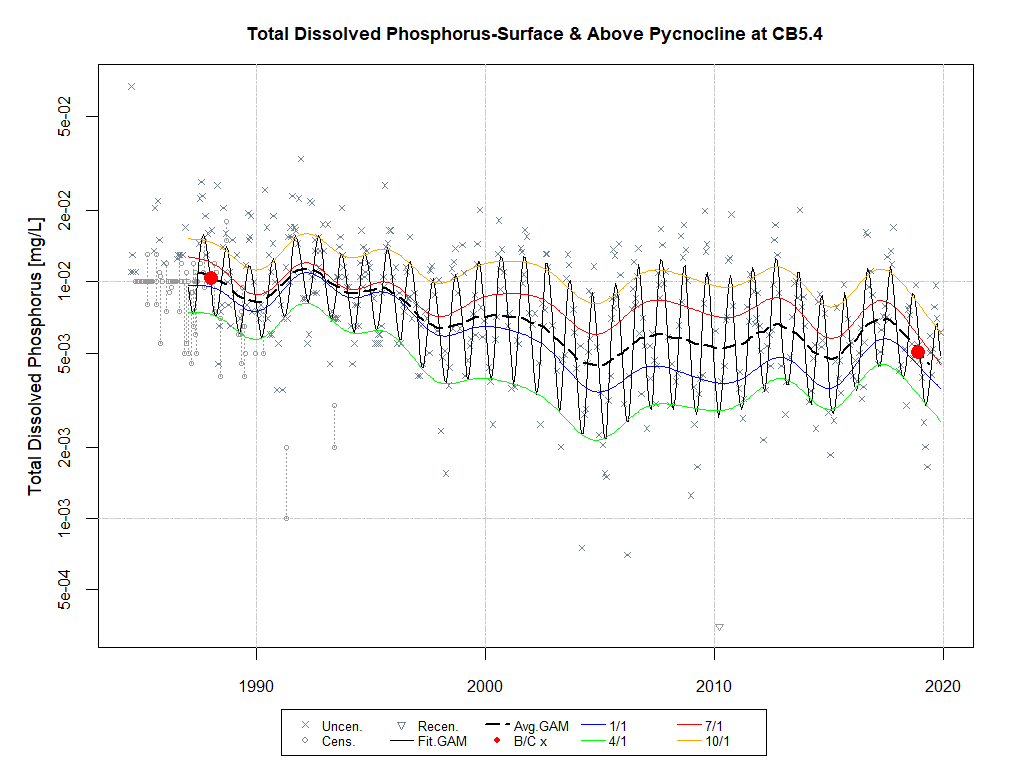 Total Dissolved Phosphorus-Surface & Above Pycnocline at CB5.4
Total Dissolved Phosphorus [mg/L]
5e-02
2e-02
1e-02
5e-03
2e-03
1e-03
5e-04
1990 2000 2010 2020
Uncen. Recen. Avg.GAM 1/1 7/1
Cens. Fit.GAM B/C x 4/1 10/1